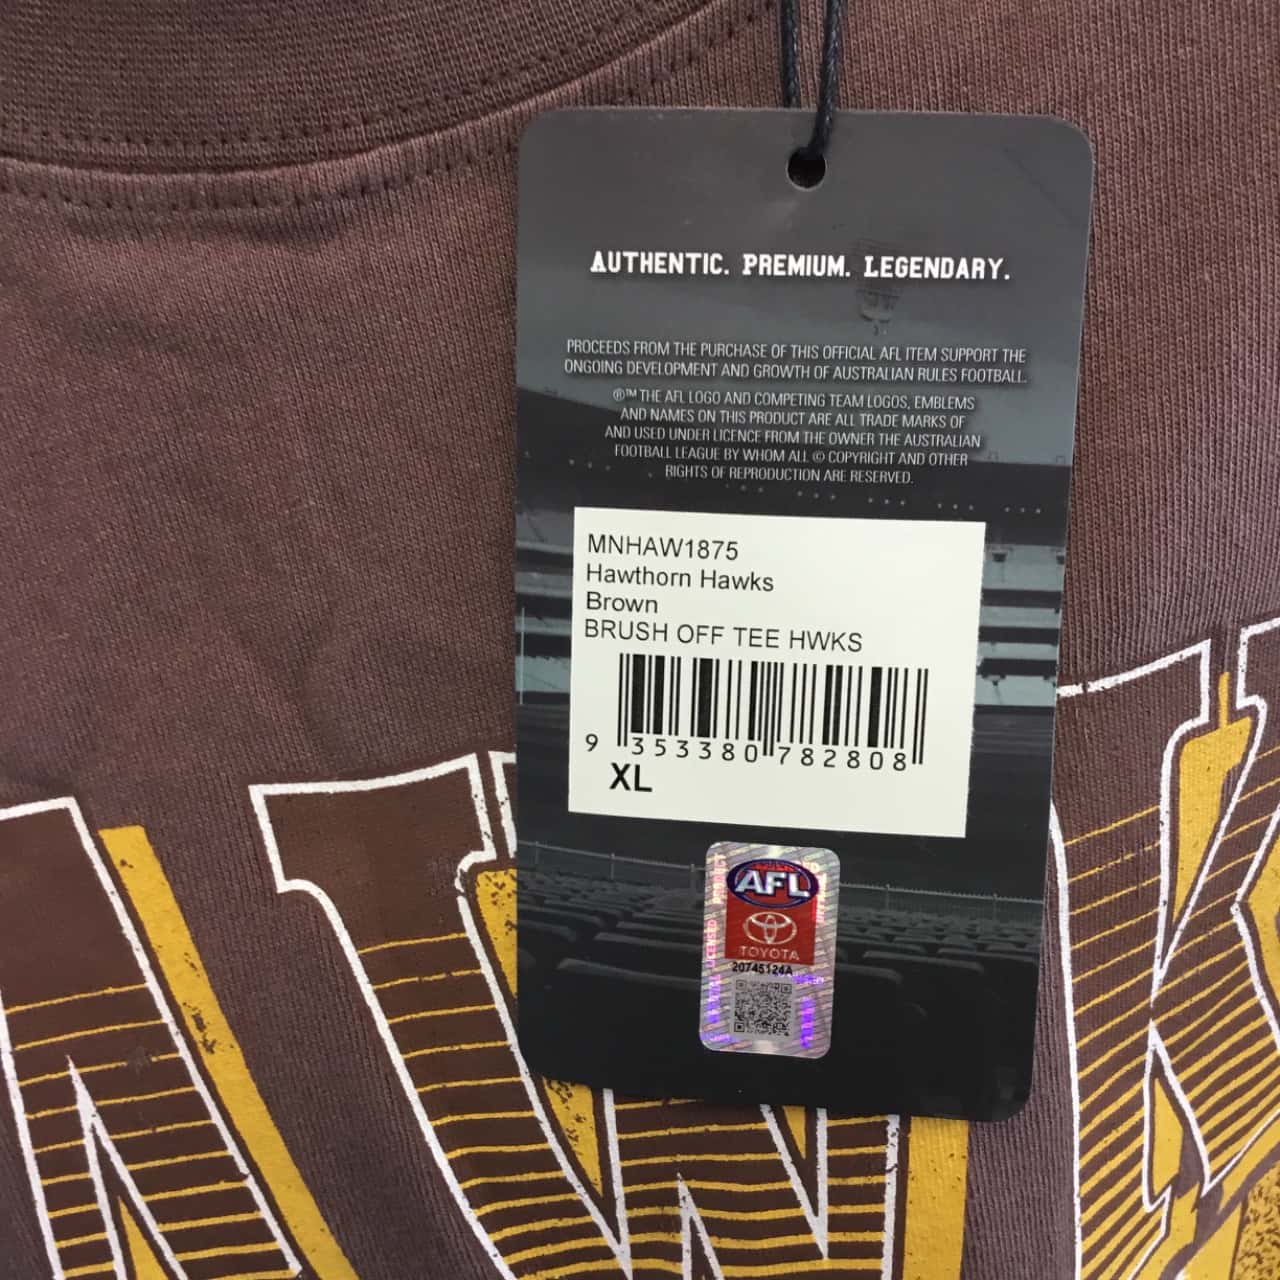 AUTHENTIC. PREMIUM. LEGENDARY.
PROCEEDS FROM THE PURCHASE OF THIS OFFICIAL AFL ITEM SUPPORT THE
ONGOING DEVELOPMENT AND GROWTH OF AUSTRALIAN RULES FOOTBALL.
®™ THE AFL LOGO AND COMPETING TEAM LOGOS, EMBLEMS
AND NAMES ON THIS PRODUCT ARE ALL TRADE MARKS OF
AND USED UNDER LICENCE FROM THE OWNER THE AUSTRALIAN
FOOTBALL LEAGUE BY WHOM ALL © COPYRIGHT AND OTHER
RIGHTS OF REPRODUCTION ARE RESERVED.
MNHAW1875
Hawthorn Hawks
Brown
BRUSH OFF TEE HWKS
9 353380 782808
XL
AFL
TOYOTA
20745124A
AWK